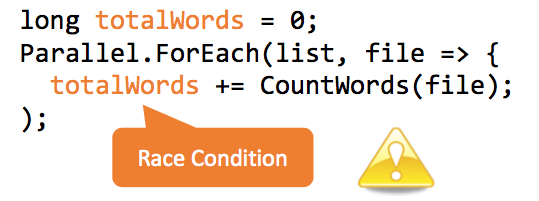 long totalWords = 0;
Parallel.ForEach(list, file => {
  totalWords += CountWords(file);
);
Race Condition
!